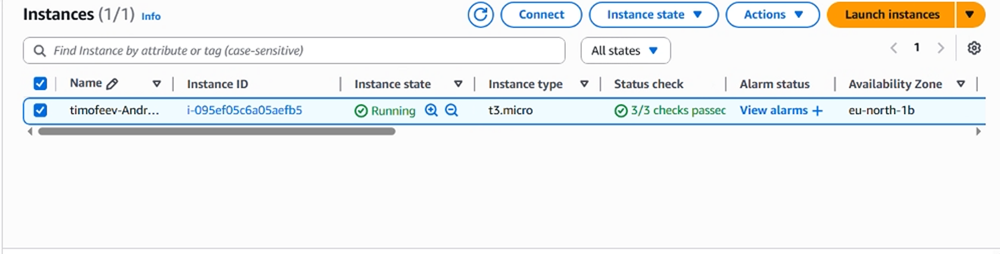 Instances (1/1) Info Connect Instance state Actions Launch instances
Find Instance by attribute or tag (case-sensitive) All states 1
Name Instance ID Instance state Instance type Status check Alarm status Availability Zone
timofeev-Andr... i-095ef05c6a05aefb5 Running t3.micro 3/3 checks passec View alarms + eu-north-1b